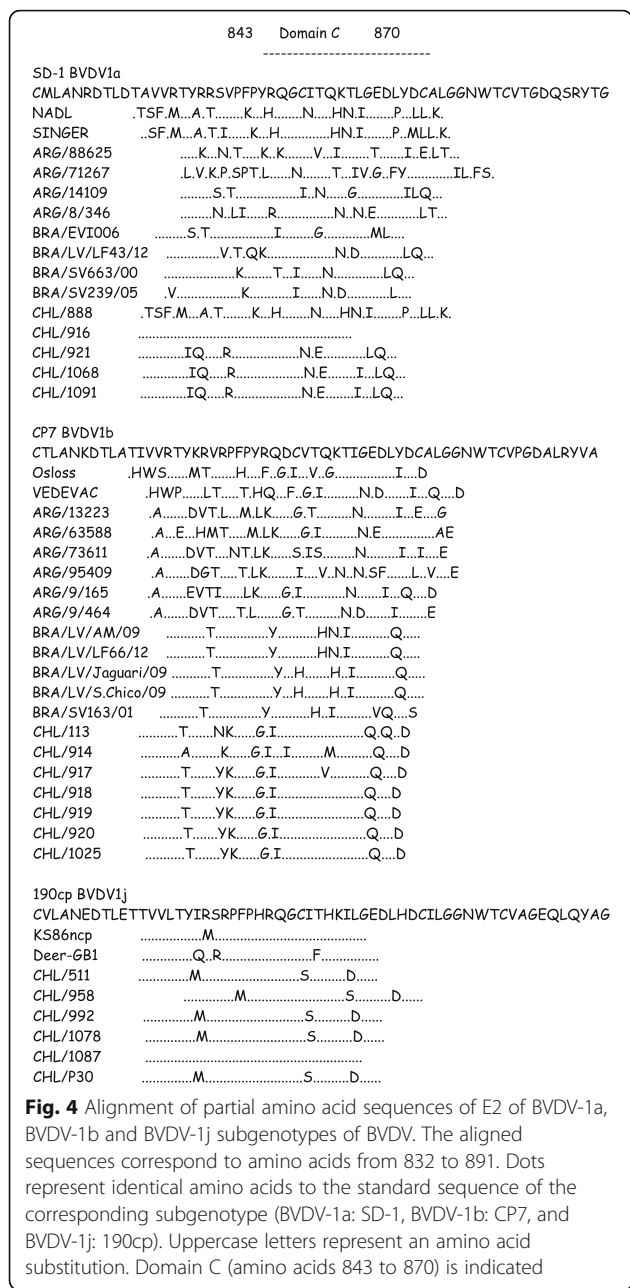 843 Domain C 870
----------------------------
SD-1 BVDV1a
CMLANRDTLDTAVVRTYRRSVPFPYRQGCITQKTLGEDLYDCALGGNWTCVTGDQSRYTG
NADL .TSF.M...A.T......K...H.......N.....HN.I.......P...LL.K.
SINGER ..SF.M...A.T.I......K...H.............HN.I.......P..MLL.K.
ARG/88625 .....K...N.T......K..K.........V...I........T.......I..E.LT...
ARG/71267 .L.V.K.P.SPT.L......N........T...IV.G..FY.............IL.FS.
ARG/14109 .........S.T.................I..N......G.............ILQ...
ARG/8/346 .........N..LI......R...............N..N.E............LT...
BRA/EVI006 .........S.T.................I.........G...............ML....
BRA/LV/LF43/12 ...............V.T.QK...................N.D............LQ...
BRA/SV663/00 ....................K........T...I......N..............LQ...
BRA/SV239/05 .V...................K............I.......N.D............L....
CHL/888 .TSF.M...A.T........K...H.........N......HN.I........P...LL.K.
CHL/916 ...........................................................
CHL/921 .............IQ.....R....................N.E............LQ...
CHL/1068 .............IQ.....R....................N.E........I...LQ...
CHL/1091 .............IQ.....R....................N.E........I...LQ...
CP7 BVDV1b
CTLANKDTLATIVVRTYKRVRPFPYRQDCVTQKTIGEDLYDCALGGNWTCVPGDALRYVA
Osloss .HWS......MT.......H....F..G.I...V..G..................I....D
VEDEVAC .HWP......LT.....T.HQ...F..G.I..........N.D.......I...Q....D
ARG/13223 .A.......DVT.L...M.LK......G.T..........N.........I...E....G
ARG/63588 .A...E...HMT.....M.LK......G.I..........N.E................AE
ARG/73611 .A.......DVT...NT.LK.......S.IS..........N..........I...I....E
ARG/95409 .A.......DGT.....T.LK........I.....V..N..N.SF.......L..V....E
ARG/9/165 .A.......EVTI......LK......G.I............N........I...Q....D
ARG/9/464 .A.......DVT.....T.L.......G.T..........N.D........I.........E
BRA/LV/AM/09 ...........T...............Y...........HN.I............Q.....
BRA/LV/LF66/12 ...........T...............Y...........HN.I............Q.....
BRA/LV/Jaguari/09 ...........T...............Y...H.......H..I............Q.....
BRA/LV/S.Chico/09 ...........T...............Y...H.......H..I............Q.....
BRA/SV163/01 ...........T...............Y...........H..I...........VQ....S
CHL/113 ...........T........NK......G.I.........................Q.Q..D
CHL/914 ...........A........K......G.I...I.........M..........Q....D
CHL/917 ...........T........YK......G.I.............V...........Q....D
CHL/918 ...........T........YK......G.I.........................Q....D
CHL/919 ...........T........YK......G.I.........................Q....D
CHL/920 ...........T........YK......G.I.........................Q....D
CHL/1025 ...........T........YK......G.I.........................Q....D
190cp BVDV1j
CVLANEDTLETTVVLTYIRSRPFPHRQGCITHKILGEDLHDCILGGNWTCVAGEQLQYAG
KS86ncp .................M...........................................
Deer-GB1 ...............Q...R..........................F.............
CHL/511 ...............M.............................S...........D......
CHL/958 ...............M.............................S...........D......
CHL/992 ...............M.............................S...........D......
CHL/1078 ...............M.............................S...........D......
CHL/1087 ............................................................
CHL/P30 ...............M.............................S...........D......
Fig. 4 Alignment of partial amino acid sequences of E2 of BVDV-1a,
BVDV-1b and BVDV-1j subgenotypes of BVDV. The aligned
sequences correspond to amino acids from 832 to 891. Dots
represent identical amino acids to the standard sequence of the
corresponding subgenotype (BVDV-1a: SD-1, BVDV-1b: CP7, and
BVDV-1j: 190cp). Uppercase letters represent an amino acid
substitution. Domain C (amino acids 843 to 870) is indicated